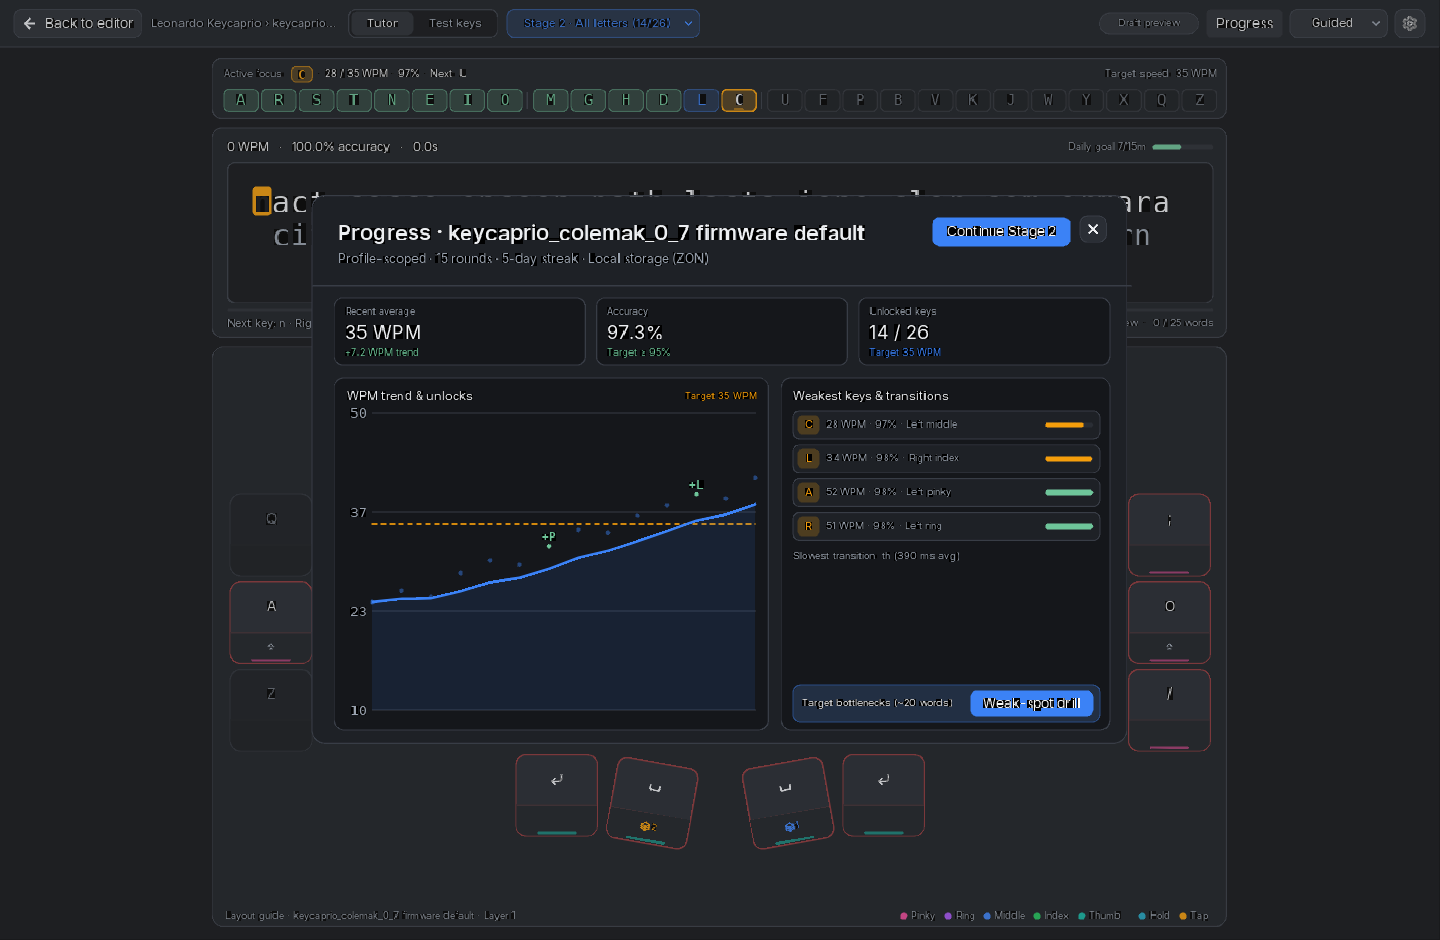 Back to editor
Leonardo Keycaprio › keycaprio...
Tutor
Test keys
Stage 2 · All letters (14/26)
Draft preview
Progress
Guided
Active focus: C 28 / 35 WPM 97% Next L
Target speed: 35 WPM
A R S T N E I O M G H D L C U F P B V K J W Y X Q Z
0 WPM · 100.0% accuracy · 0.0s
Daily goal 7/15m
Progress · keycaprio_colemak_0_7 firmware default
Continue Stage 2
Profile-scoped · 15 rounds · 5-day streak · Local storage (ZON)
Next key: n
0 / 25 words
Recent average
35 WPM
+7.2 WPM trend
Accuracy
97.3%
Target ≥ 95%
Unlocked keys
14 / 26
Target 35 WPM
WPM trend & unlocks
Target 35 WPM
50
37
23
10
+P
+L
Weakest keys & transitions
C 28 WPM · 97% · Left middle
L 34 WPM · 98% · Right index
A 52 WPM · 98% · Left pinky
R 51 WPM · 98% · Left ring
Slowest transition: th (390 ms avg)
Target bottlenecks (~20 words)
Weak-spot drill
Q
A
Z
;
O
/
2
1
Layout guide · keycaprio_colemak_0_7 firmware default · Layer 1
Pinky Ring Middle Index Thumb Hold Tap